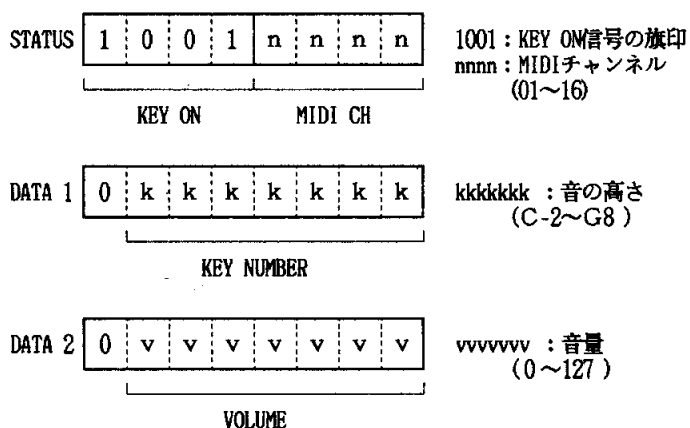 STATUS 1 0 0 1 n n n n 1001：KEY ON信号の旗印
nnnn：MIDIチャンネル
(01～16)
KEY ON MIDI CH
DATA 1 0 k k k k k k k kkkkkkk ：音の高さ
(C-2～G8 )
KEY NUMBER
DATA 2 0 v v v v v v v vvvvvvv ：音量
(0～127 )
VOLUME